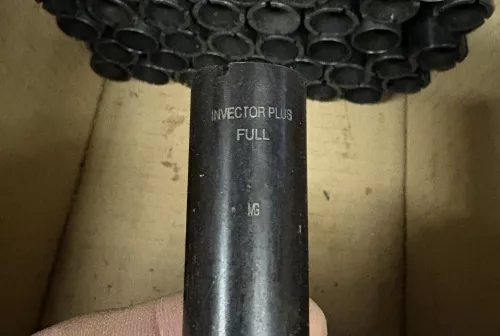 INVECTOR PLUS
FULL
MG